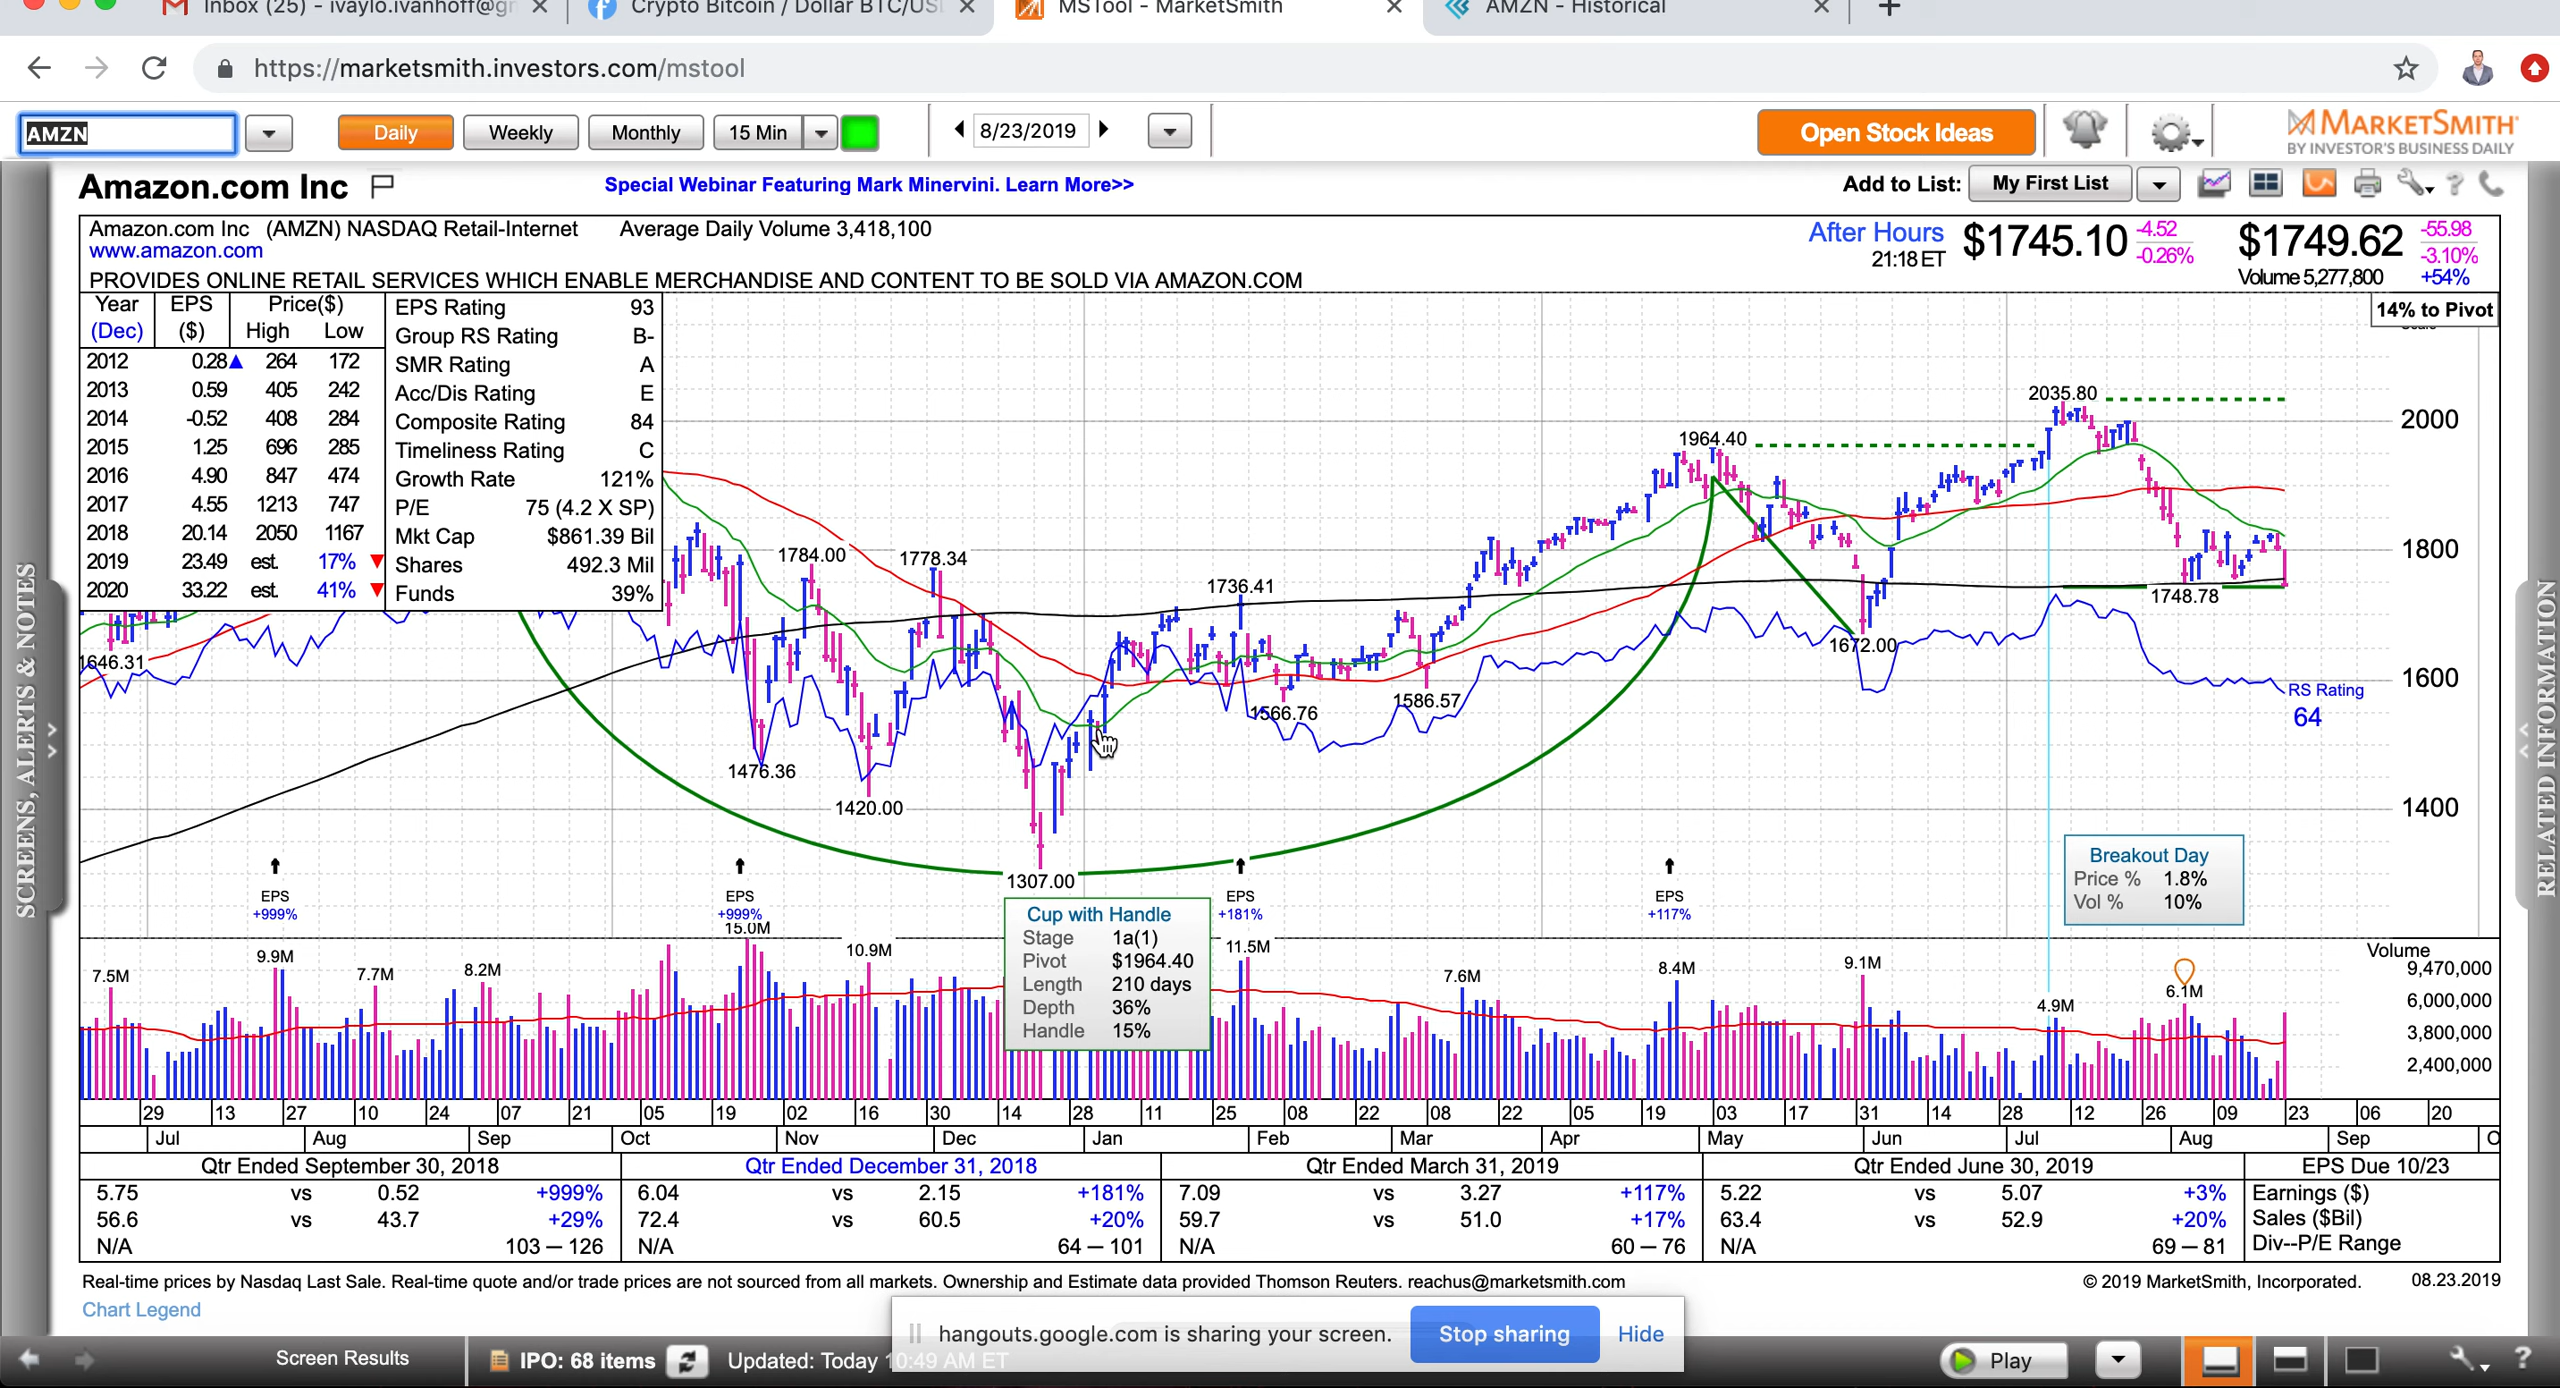 Inbox (25) - ivaylo.ivanhoff@g
Crypto Bitcoin / Dollar BTC/US
MSTool - MarketSmith
AMZN - Historical
https://marketsmith.investors.com/mstool
AMZN
Daily
Weekly
Monthly
15 Min
8/23/2019
Open Stock Ideas
MARKETSMITH
BY INVESTOR'S BUSINESS DAILY
Amazon.com Inc
Special Webinar Featuring Mark Minervini. Learn More>>
Add to List: My First List
Amazon.com Inc (AMZN) NASDAQ Retail-Internet Average Daily Volume 3,418,100
www.amazon.com
PROVIDES ONLINE RETAIL SERVICES WHICH ENABLE MERCHANDISE AND CONTENT TO BE SOLD VIA AMAZON.COM
After Hours
21:18 ET
$1745.10
-4.52
-0.26%
$1749.62
-55.98
-3.10%
Volume 5,277,800 +54%
14% to Pivot
Year EPS Price($)
(Dec) ($) High Low
2012 0.28 264 172
2013 0.59 405 242
2014 -0.52 408 284
2015 1.25 696 285
2016 4.90 847 474
2017 4.55 1213 747
2018 20.14 2050 1167
2019 23.49 est. 17%
2020 33.22 est. 41%
EPS Rating 93
Group RS Rating B-
SMR Rating A
Acc/Dis Rating E
Composite Rating 84
Timeliness Rating C
Growth Rate 121%
P/E 75 (4.2 X SP)
Mkt Cap $861.39 Bil
Shares 492.3 Mil
Funds 39%
2035.80
2000
1964.40
1784.00
1778.34
1800
1736.41
1748.78
1646.31
1672.00
1600
RS Rating
64
1586.57
1566.76
1476.36
1420.00
1400
1307.00
EPS
+999%
EPS
+999%
EPS
+181%
EPS
+117%
Breakout Day
Price % 1.8%
Vol % 10%
Cup with Handle
Stage 1a(1)
Pivot $1964.40
Length 210 days
Depth 36%
Handle 15%
Volume
9,470,000
6,000,000
3,800,000
2,400,000
7.5M
9.9M
7.7M
8.2M
15.0M
10.9M
11.5M
7.6M
8.4M
9.1M
4.9M
6.1M
29 13 27 10 24 07 21 05 19 02 16 30 14 28 11 25 08 22 08 22 05 19 03 17 31 14 28 12 26 09 23 06 20
Jul Aug Sep Oct Nov Dec Jan Feb Mar Apr May Jun Jul Aug Sep
Qtr Ended September 30, 2018 Qtr Ended December 31, 2018 Qtr Ended March 31, 2019 Qtr Ended June 30, 2019 EPS Due 10/23
5.75 vs 0.52 +999% 6.04 vs 2.15 +181% 7.09 vs 3.27 +117% 5.22 vs 5.07 +3% Earnings ($)
56.6 vs 43.7 +29% 72.4 vs 60.5 +20% 59.7 vs 51.0 +17% 63.4 vs 52.9 +20% Sales ($Bil)
N/A 103 — 126 N/A 64 — 101 N/A 60 — 76 N/A 69 — 81 Div--P/E Range
Real-time prices by Nasdaq Last Sale. Real-time quote and/or trade prices are not sourced from all markets. Ownership and Estimate data provided Thomson Reuters. reachus@marketsmith.com
© 2019 MarketSmith, Incorporated. 08.23.2019
Chart Legend
hangouts.google.com is sharing your screen. Stop sharing Hide
Screen Results
IPO: 68 items
Updated: Today 10:49 AM ET
Play
SCREENS, ALERTS & NOTES
RELATED INFORMATION